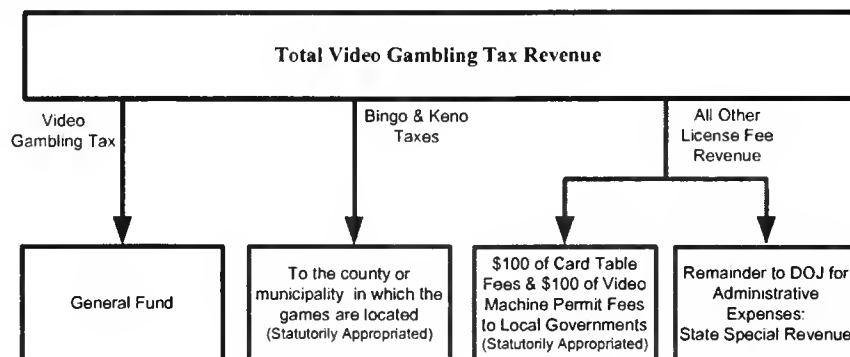 Total Video Gambling Tax Revenue
Video
Gambling Tax
Bingo & Keno
Taxes
All Other
License Fee
Revenue
General Fund
To the county or
municipality in which the
games are located
(Statutorily Appropriated)
$100 of Card Table
Fees & $100 of Video
Machine Permit Fees
to Local Governments
(Statutorily Appropriated)
Remainder to DOJ for
Administrative
Expenses:
State Special Revenue